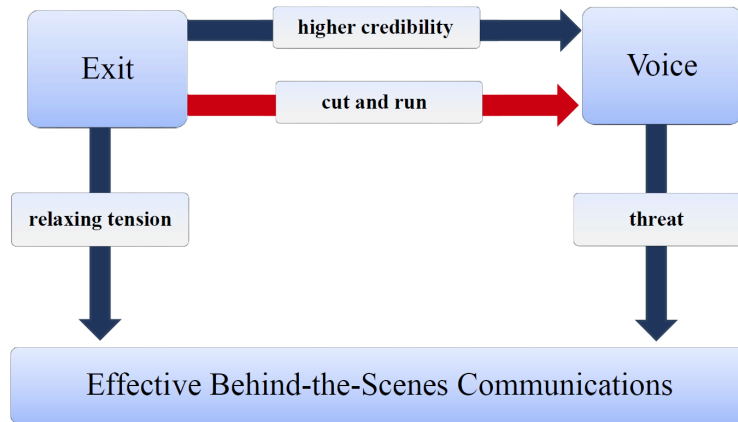 higher credibility
Exit
Voice
cut and run
relaxing tension
threat
Effective Behind-the-Scenes Communications